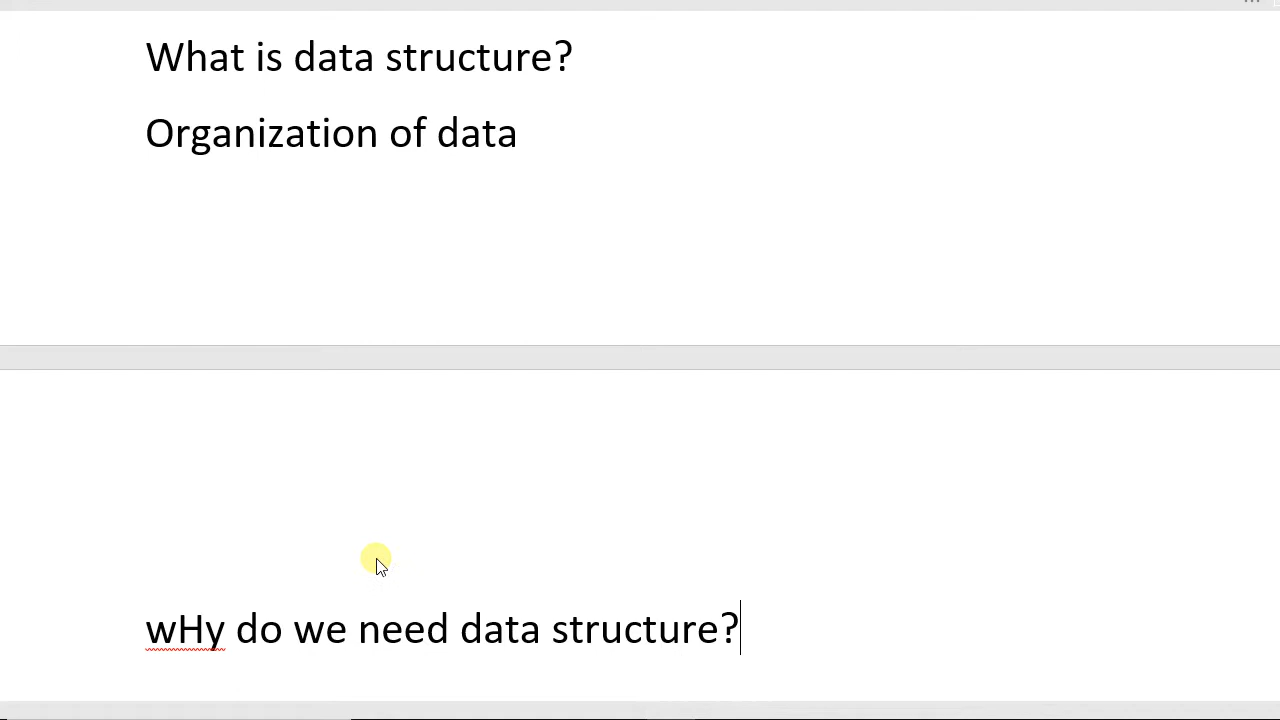 What is data structure?
Organization of data
wHy do we need data structure?